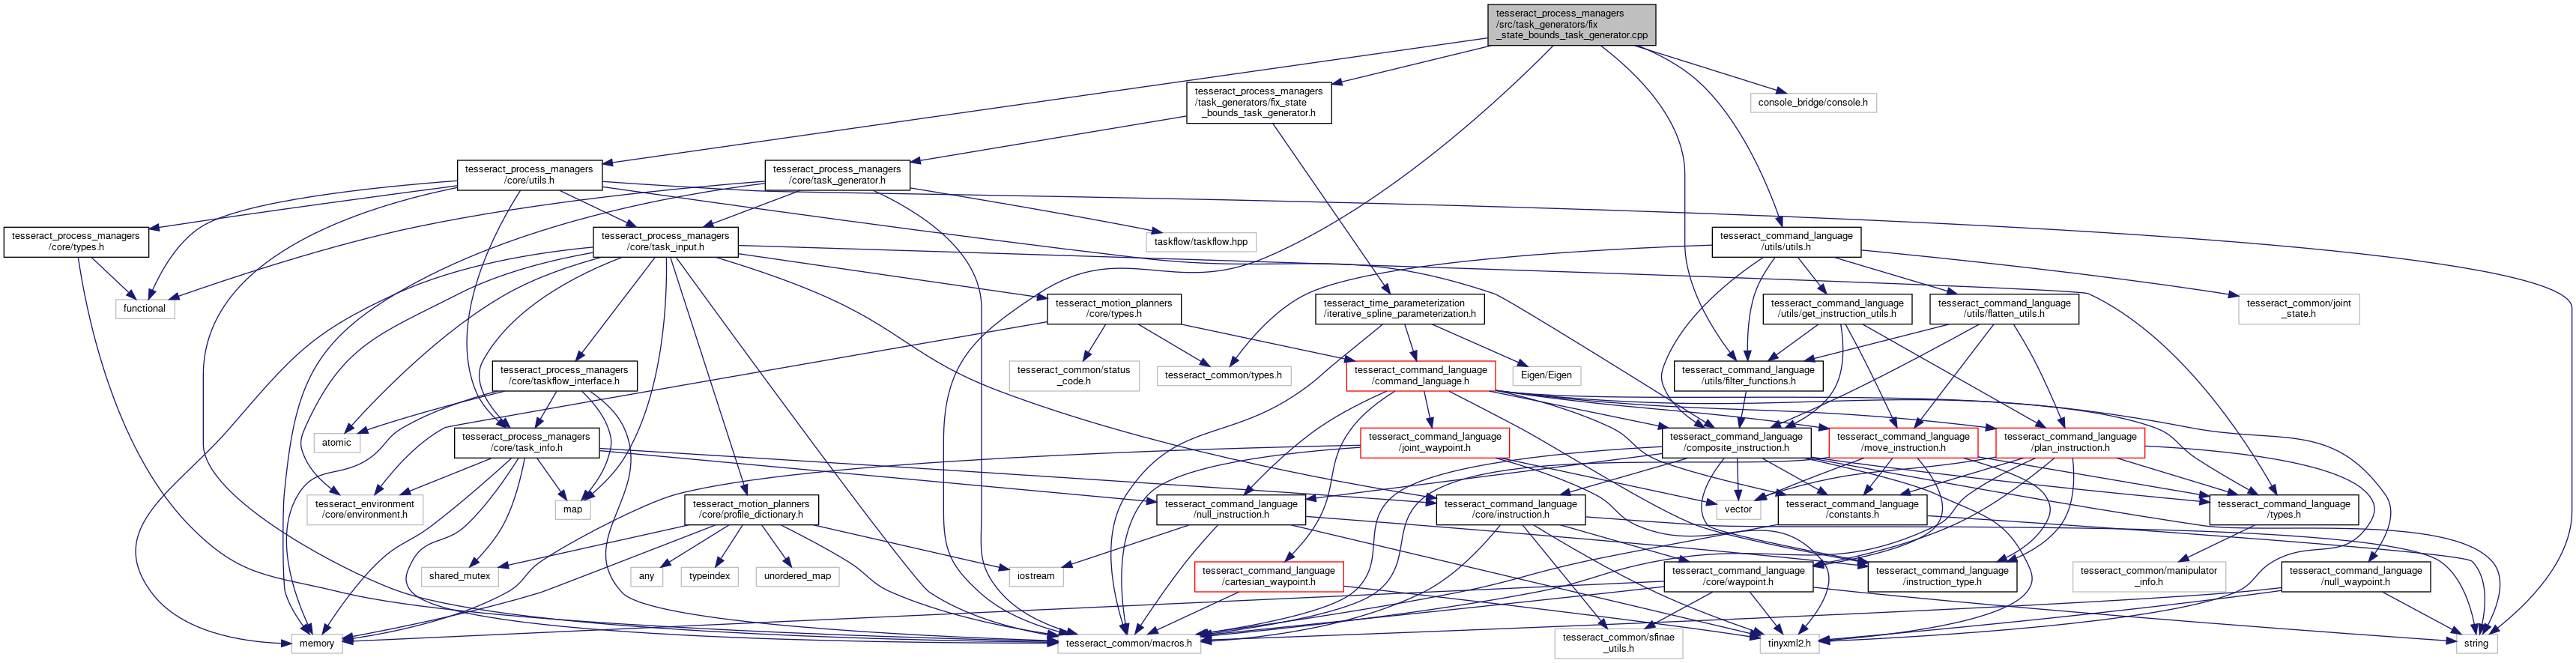 tesseract_process_managers
/src/task_generators/fix
_state_bounds_task_generator.cpp
tesseract_process_managers
/task_generators/fix_state
_bounds_task_generator.h
console_bridge/console.h
tesseract_process_managers
/core/utils.h
tesseract_process_managers
/core/task_generator.h
tesseract_process_managers
/core/types.h
tesseract_process_managers
/core/task_input.h
taskflow/taskflow.hpp
tesseract_command_language
/utils/utils.h
functional
tesseract_motion_planners
/core/types.h
tesseract_time_parameterization
/iterative_spline_parameterization.h
tesseract_command_language
/utils/get_instruction_utils.h
tesseract_command_language
/utils/flatten_utils.h
tesseract_common/joint
_state.h
tesseract_process_managers
/core/taskflow_interface.h
tesseract_common/status
_code.h
tesseract_common/types.h
tesseract_command_language
/command_language.h
Eigen/Eigen
tesseract_command_language
/utils/filter_functions.h
atomic
tesseract_process_managers
/core/task_info.h
tesseract_command_language
/joint_waypoint.h
tesseract_command_language
/composite_instruction.h
tesseract_command_language
/move_instruction.h
tesseract_command_language
/plan_instruction.h
tesseract_environment
/core/environment.h
map
tesseract_motion_planners
/core/profile_dictionary.h
tesseract_command_language
/null_instruction.h
tesseract_command_language
/core/instruction.h
vector
tesseract_command_language
/constants.h
tesseract_command_language
/types.h
shared_mutex
any
typeindex
unordered_map
iostream
tesseract_command_language
/cartesian_waypoint.h
tesseract_command_language
/core/waypoint.h
tesseract_command_language
/instruction_type.h
tesseract_common/manipulator
_info.h
tesseract_command_language
/null_waypoint.h
memory
tesseract_common/macros.h
tesseract_common/sfinae
_utils.h
tinyxml2.h
string